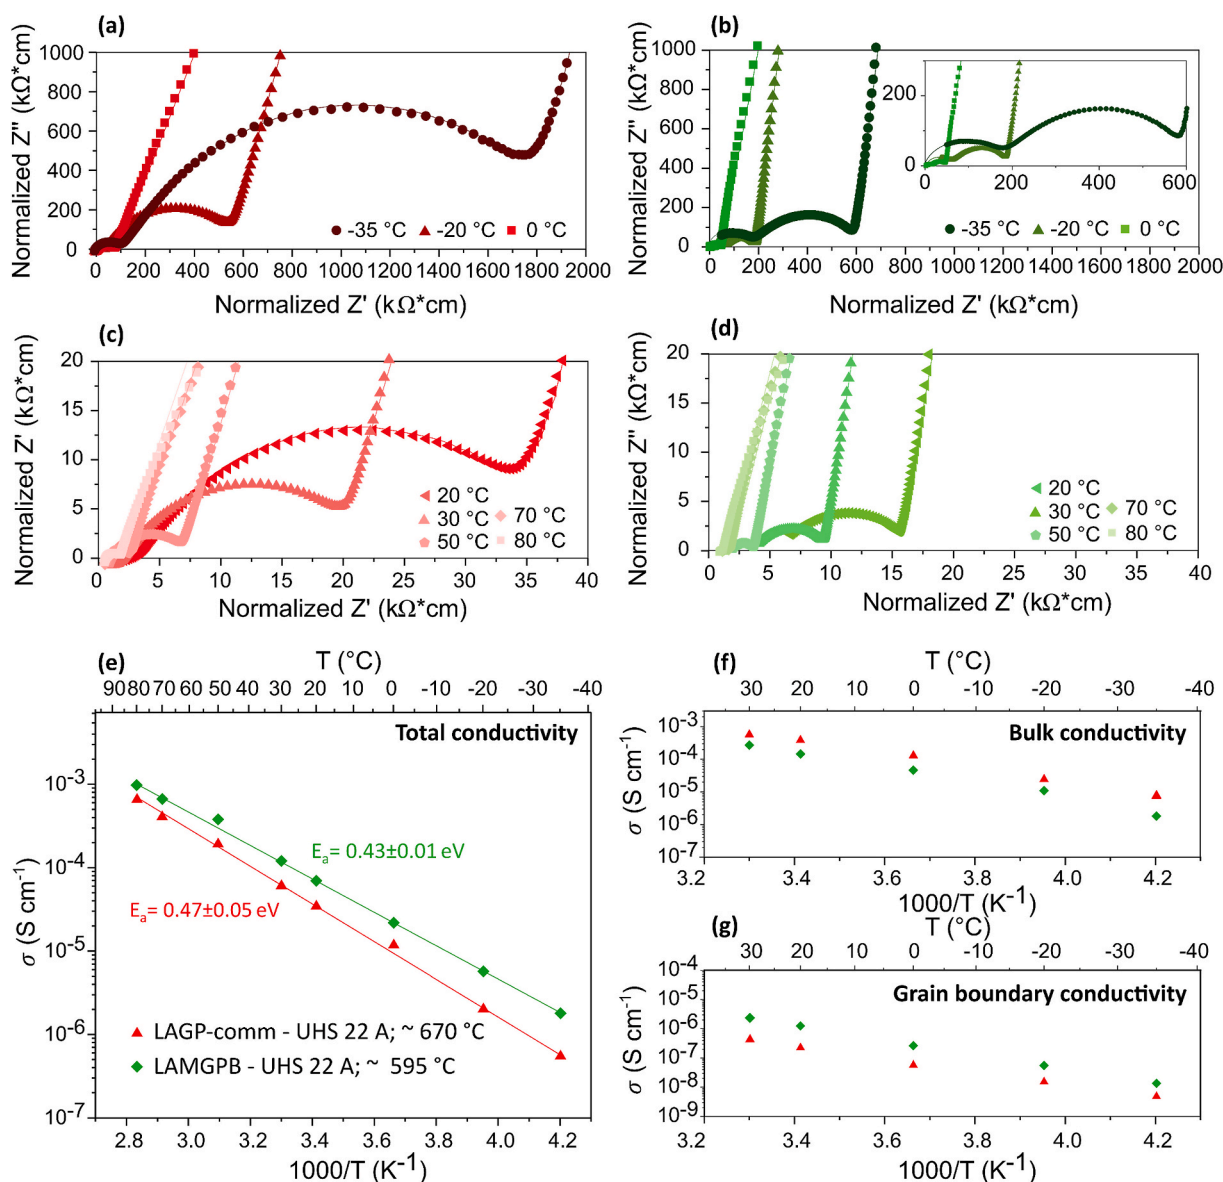 (a)
1000
800
600
400
200
0
Normalized Z'' (kΩ*cm)
-35 °C -20 °C 0 °C
0 200 400 600 800 1000 1200 1400 1600 1800 2000
Normalized Z' (kΩ*cm)
(b)
1000
900
800
700
600
500
400
300
200
100
0
Normalized Z'' (kΩ*cm)
200
0
0 200 400 600
-35 °C -20 °C 0 °C
0 200 400 600 800 1000 1200 1400 1600 1800 2000
Normalized Z' (kΩ*cm)
(c)
20
15
10
5
0
Normalized Z' (kΩ*cm)
20 °C
30 °C 70 °C
50 °C 80 °C
0 5 10 15 20 25 30 35 40
Normalized Z' (kΩ*cm)
(d)
20
15
10
5
0
Normalized Z'' (kΩ*cm)
20 °C
30 °C 70 °C
50 °C 80 °C
0 5 10 15 20 25 30 35 40
Normalized Z' (kΩ*cm)
(e)
T (°C)
90 80 70 60 50 40 30 20 10 0 -10 -20 -30 -40
Total conductivity
10⁻³
10⁻⁴
10⁻⁵
10⁻⁶
10⁻⁷
σ (S cm⁻¹)
Eₐ= 0.43±0.01 eV
Eₐ= 0.47±0.05 eV
LAGP-comm - UHS 22 A; ~ 670 °C
LAMGPB - UHS 22 A; ~ 595 °C
2.8 3.0 3.2 3.4 3.6 3.8 4.0 4.2
1000/T (K⁻¹)
(f)
T (°C)
30 20 10 0 -10 -20 -30 -40
Bulk conductivity
10⁻³
10⁻⁴
10⁻⁵
10⁻⁶
10⁻⁷
σ (S cm⁻¹)
3.2 3.4 3.6 3.8 4.0 4.2
1000/T (K⁻¹)
(g)
T (°C)
30 20 10 0 -10 -20 -30 -40
Grain boundary conductivity
10⁻⁴
10⁻⁵
10⁻⁶
10⁻⁷
10⁻⁸
10⁻⁹
σ (S cm⁻¹)
3.2 3.4 3.6 3.8 4.0 4.2
1000/T (K⁻¹)